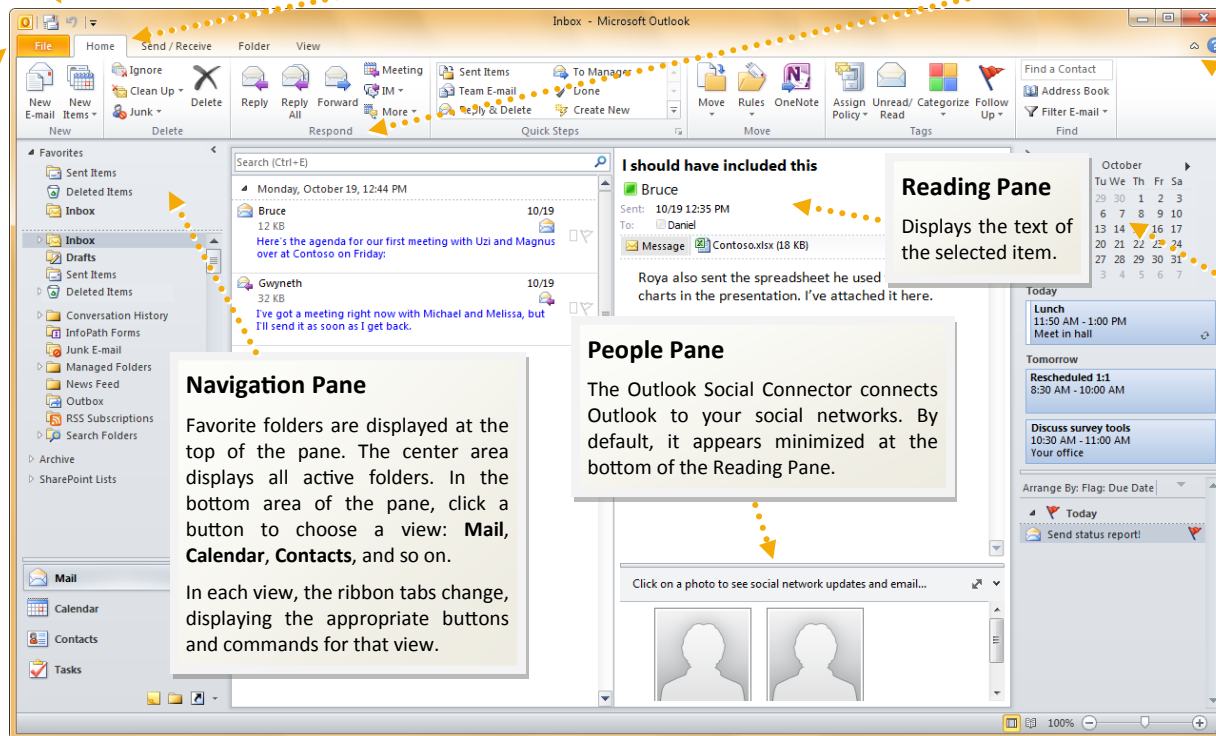 Inbox - Microsoft Outlook
File Home Send / Receive Folder View
New E-mail
New Items
New
Ignore
Clean Up
Junk
Delete
Delete
Reply
Reply All
Forward
Meeting
IM
More
Respond
Sent Items
Team E-mail
Reply & Delete
To Manager
Done
Create New
Quick Steps
Move
Rules
OneNote
Move
Assign Policy
Unread/ Read
Categorize
Follow Up
Tags
Find a Contact
Address Book
Filter E-mail
Find
Favorites
Sent Items
Deleted Items
Inbox
Inbox
Drafts
Sent Items
Deleted Items
Conversation History
InfoPath Forms
Junk E-mail
Managed Folders
News Feed
Outbox
RSS Subscriptions
Search Folders
Archive
SharePoint Lists
Mail
Calendar
Contacts
Tasks
Search (Ctrl+E)
Monday, October 19, 12:44 PM
Bruce 10/19
12 KB
Here's the agenda for our first meeting with Uzi and Magnus
over at Contoso on Friday:
Gwyneth 10/19
32 KB
I've got a meeting right now with Michael and Melissa, but
I'll send it as soon as I get back.
Navigation Pane
Favorite folders are displayed at the
top of the pane. The center area
displays all active folders. In the
bottom area of the pane, click a
button to choose a view: Mail,
Calendar, Contacts, and so on.
In each view, the ribbon tabs change,
displaying the appropriate buttons
and commands for that view.
I should have included this
Bruce
Sent: 10/19 12:35 PM
To: Daniel
Message Contoso.xlsx (18 KB)
Roya also sent the spreadsheet he used
charts in the presentation. I've attached it here.
Reading Pane
Displays the text of
the selected item.
People Pane
The Outlook Social Connector connects
Outlook to your social networks. By
default, it appears minimized at the
bottom of the Reading Pane.
Click on a photo to see social network updates and email...
October
Tu We Th Fr Sa
29 30 1 2 3
6 7 8 9 10
13 14 16 17
20 21 22 23 24
27 28 29 30 31
3 4 5 6 7
Today
Lunch
11:50 AM - 1:00 PM
Meet in hall
Tomorrow
Rescheduled 1:1
8:30 AM - 10:00 AM
Discuss survey tools
10:30 AM - 11:00 AM
Your office
Arrange By: Flag: Due Date
Today
Send status report!
100%